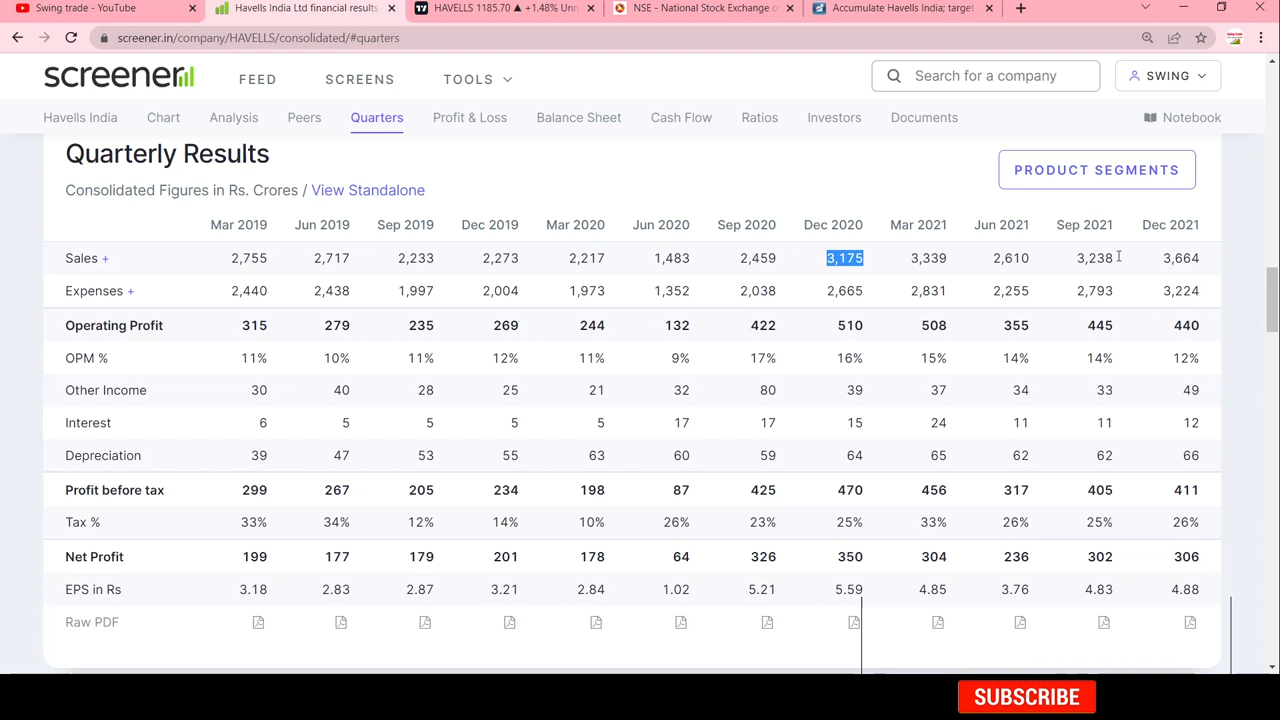 Swing trade - YouTube
Havells India Ltd financial results
HAVELLS 1185.70 ▲ +1.48% Unn
NSE - National Stock Exchange o
Accumulate Havells India; target
screener.in/company/HAVELLS/consolidated/#quarters
screener
FEED SCREENS TOOLS
Search for a company
SWING
Havells India Chart Analysis Peers Quarters Profit & Loss Balance Sheet Cash Flow Ratios Investors Documents Notebook
Quarterly Results
PRODUCT SEGMENTS
Consolidated Figures in Rs. Crores / View Standalone
Mar 2019 Jun 2019 Sep 2019 Dec 2019 Mar 2020 Jun 2020 Sep 2020 Dec 2020 Mar 2021 Jun 2021 Sep 2021 Dec 2021
Sales + 2,755 2,717 2,233 2,273 2,217 1,483 2,459 3,175 3,339 2,610 3,238 3,664
Expenses + 2,440 2,438 1,997 2,004 1,973 1,352 2,038 2,665 2,831 2,255 2,793 3,224
Operating Profit 315 279 235 269 244 132 422 510 508 355 445 440
OPM % 11% 10% 11% 12% 11% 9% 17% 16% 15% 14% 14% 12%
Other Income 30 40 28 25 21 32 80 39 37 34 33 49
Interest 6 5 5 5 5 17 17 15 24 11 11 12
Depreciation 39 47 53 55 63 60 59 64 65 62 62 66
Profit before tax 299 267 205 234 198 87 425 470 456 317 405 411
Tax % 33% 34% 12% 14% 10% 26% 23% 25% 33% 26% 25% 26%
Net Profit 199 177 179 201 178 64 326 350 304 236 302 306
EPS in Rs 3.18 2.83 2.87 3.21 2.84 1.02 5.21 5.59 4.85 3.76 4.83 4.88
Raw PDF
SUBSCRIBE